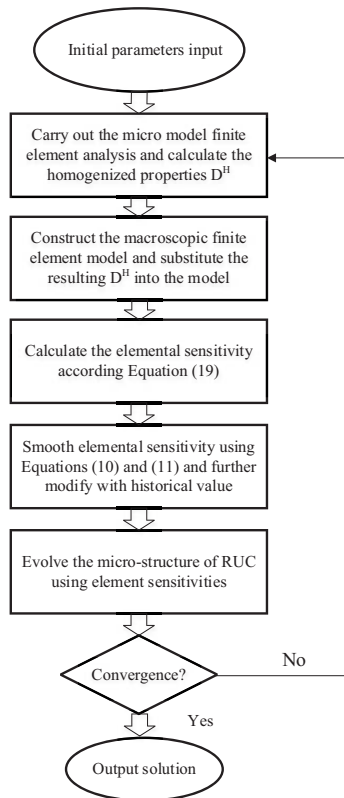 Initial parameters input
Carry out the micro model finite
element analysis and calculate the
homogenized properties D^H
Construct the macroscopic finite
element model and substitute the
resulting D^H into the model
Calculate the elemental sensitivity
according Equation (19)
Smooth elemental sensitivity using
Equations (10) and (11) and further
modify with historical value
Evolve the micro-structure of RUC
using element sensitivities
Convergence?
No
Yes
Output solution